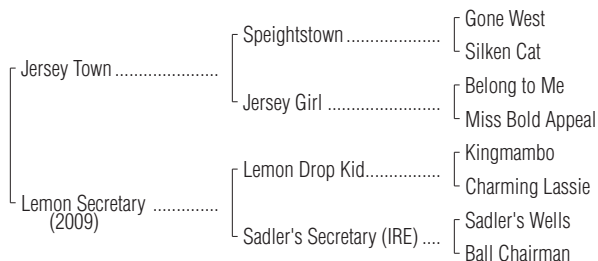 Gone West
Speightstown ....................
Silken Cat
Jersey Town ......................
Belong to Me
Jersey Girl ........................
Miss Bold Appeal
Kingmambo
Lemon Drop Kid................
Charming Lassie
Lemon Secretary ..............
(2009)
Sadler's Wells
Sadler's Secretary (IRE) ....
Ball Chairman